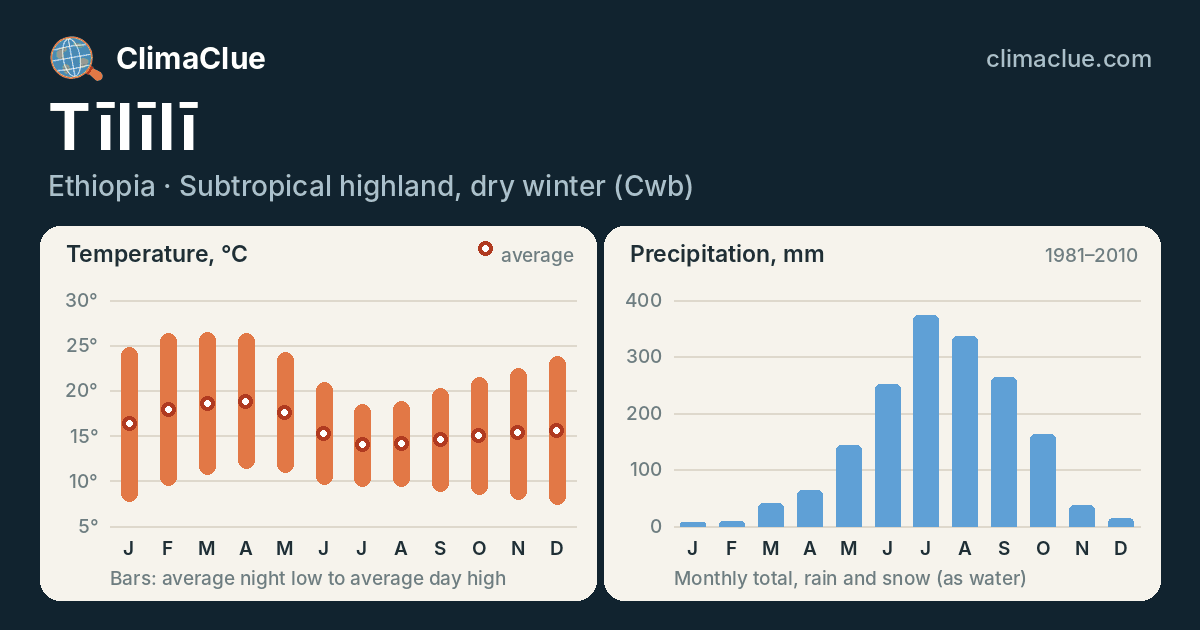 ClimaClue
climaclue.com
Tīlīlī
Ethiopia · Subtropical highland, dry winter (Cwb)
Temperature, °C
average
30°
25°
20°
15°
10°
5°
J F M A M J J A S O N D
Bars: average night low to average day high
Precipitation, mm
1981–2010
400
300
200
100
0
J F M A M J J A S O N D
Monthly total, rain and snow (as water)